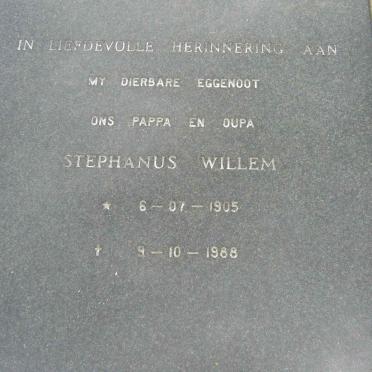 IN LIEFDEVOLLE HERINNERING AAN
MY DIERBARE EGGENOOT
ONS PAPPA EN OUPA
STEPHANUS WILLEM
★ 6 — 07 — 1905
† 9 — 10 — 1988